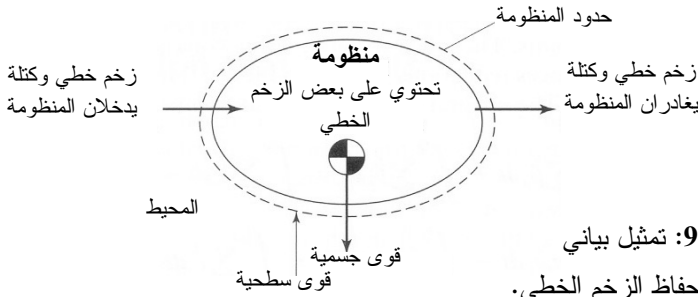 حدود المنظومة
منظومة
تحتوي على بعض الزخم
الخطي
زخم خطي وكتلة
يغادران المنظومة
زخم خطي وكتلة
يدخلان المنظومة
المحيط
قوى جسمية
قوى سطحية
9: تمثيل بياني
حفاظ الزخم الخطي.